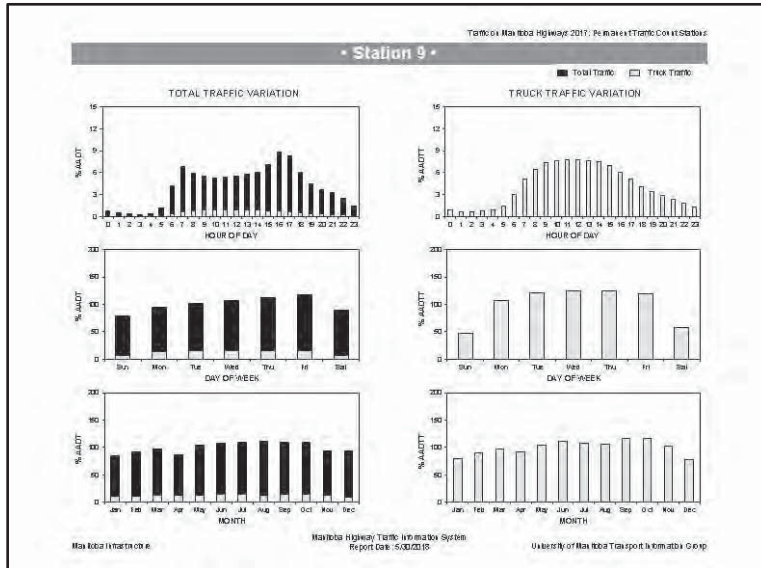 Traffic on Manitoba Highways 2017: Permanent Traffic Count Stations
• Station 9 •
Total Traffic Truck Traffic
TOTAL TRAFFIC VARIATION
15
12
9
6
3
0
% AADT
0 1 2 3 4 5 6 7 8 9 10 11 12 13 14 15 16 17 18 19 20 21 22 23
HOUR OF DAY
TRUCK TRAFFIC VARIATION
15
12
9
6
3
0
% AADTT
0 1 2 3 4 5 6 7 8 9 10 11 12 13 14 15 16 17 18 19 20 21 22 23
HOUR OF DAY
200
150
100
50
0
% AADT
Sun Mon Tue Wed Thu Fri Sat
DAY OF WEEK
200
150
100
50
0
% AADTT
Sun Mon Tue Wed Thu Fri Sat
DAY OF WEEK
200
150
100
50
0
% AADT
Jan Feb Mar Apr May Jun Jul Aug Sep Oct Nov Dec
MONTH
200
150
100
50
0
% AADTT
Jan Feb Mar Apr May Jun Jul Aug Sep Oct Nov Dec
MONTH
Manitoba Infrastructure
Manitoba Highway Traffic Information System
Report Date: 5/30/2018
University of Manitoba Transport Information Group